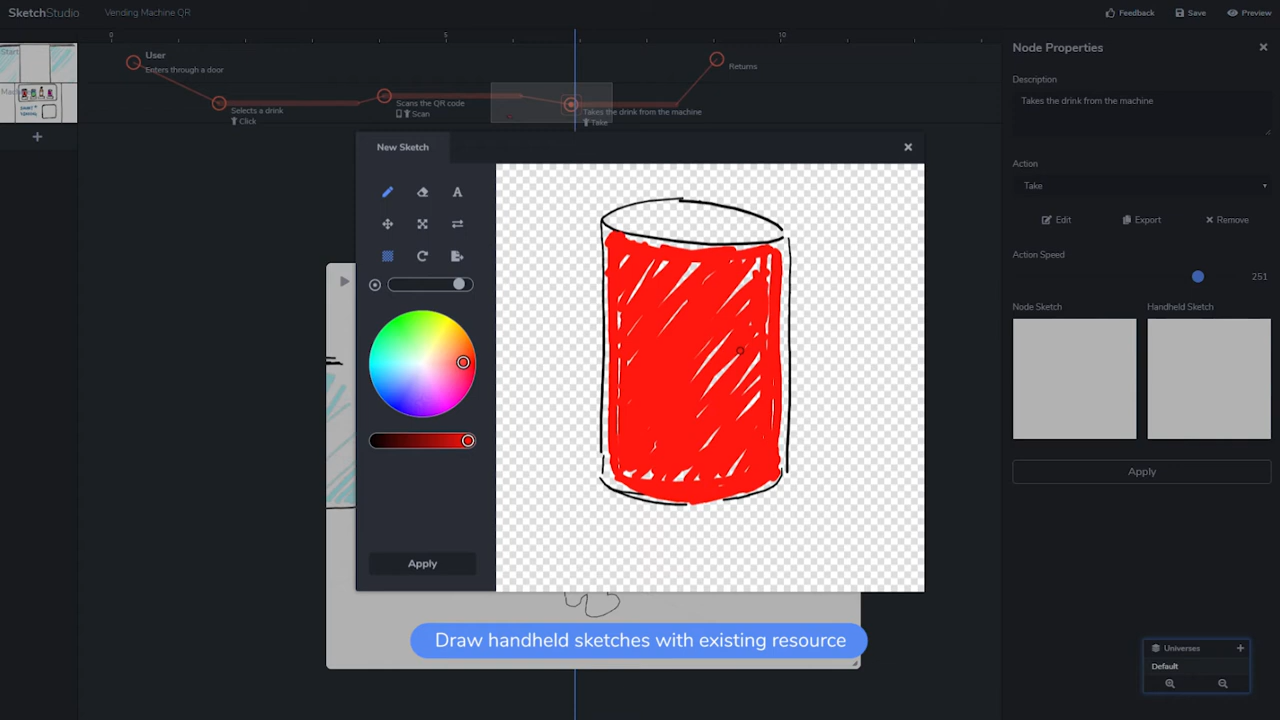 SketchStudio
Vending Machine QR
Feedback
Save
Preview
0
5
10
Start
User
Enters through a door
Selects a drink
Click
Scans the QR code
Scan
Takes the drink from the machine
Take
Returns
New Sketch
A
Apply
Node Properties
Description
Takes the drink from the machine
Action
Take
Edit
Export
Remove
Action Speed
251
Node Sketch
Handheld Sketch
Apply
Draw handheld sketches with existing resource
Universes
Default